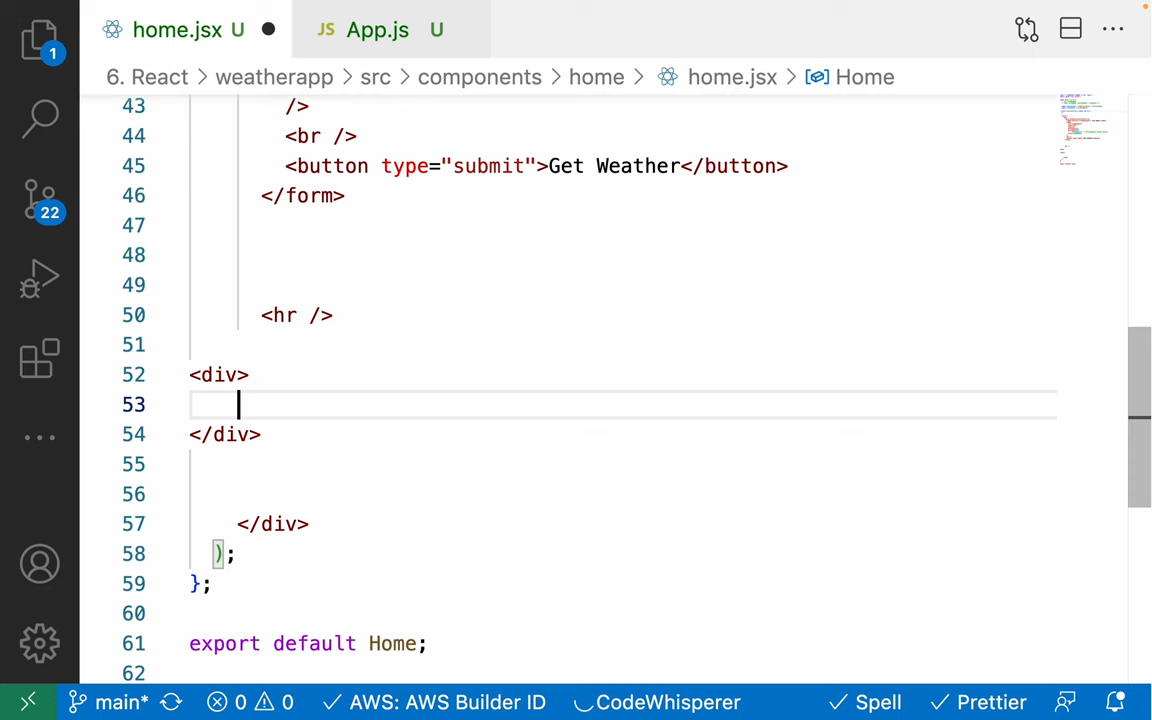 1
22
home.jsx U
JS App.js U
6. React > weatherapp > src > components > home > home.jsx > Home
43 />
44 <br />
45 <button type="submit">Get Weather</button>
46 </form>
47
48
49
50 <hr />
51
52 <div>
53
54 </div>
55
56
57 </div>
58 );
59 };
60
61 export default Home;
62
main* 0 0 AWS: AWS Builder ID CodeWhisperer Spell Prettier